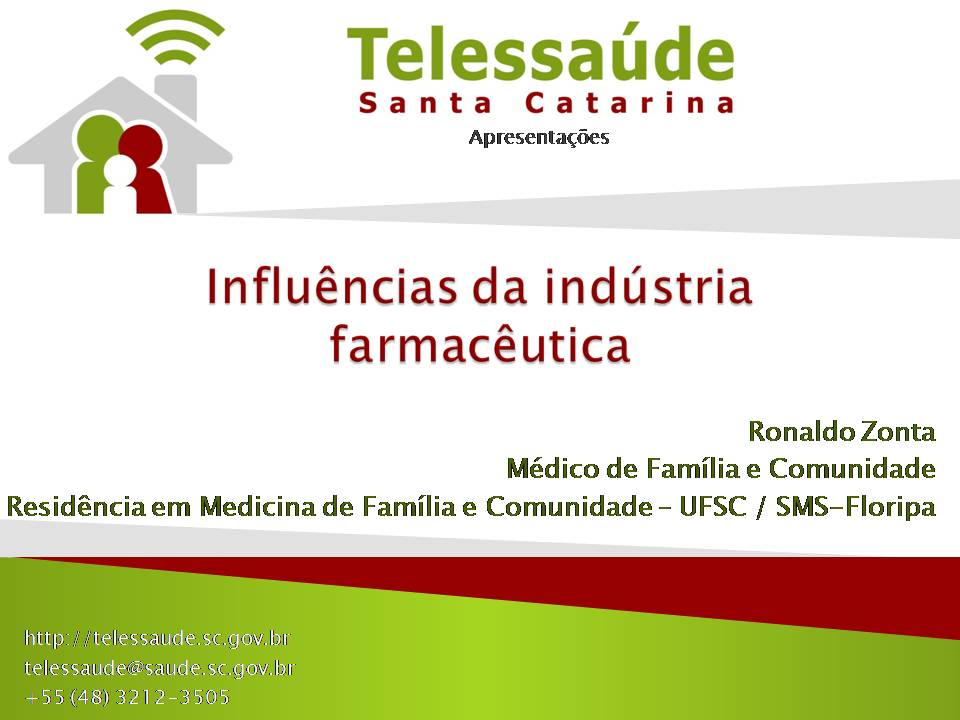 Telessaúde
Santa Catarina
Apresentações
Influências da indústria
farmacêutica
Ronaldo Zonta
Médico de Família e Comunidade
Residência em Medicina de Família e Comunidade – UFSC / SMS-Floripa
http://telessaude.sc.gov.br
telessaude@saude.sc.gov.br
+55 (48) 3212-3505